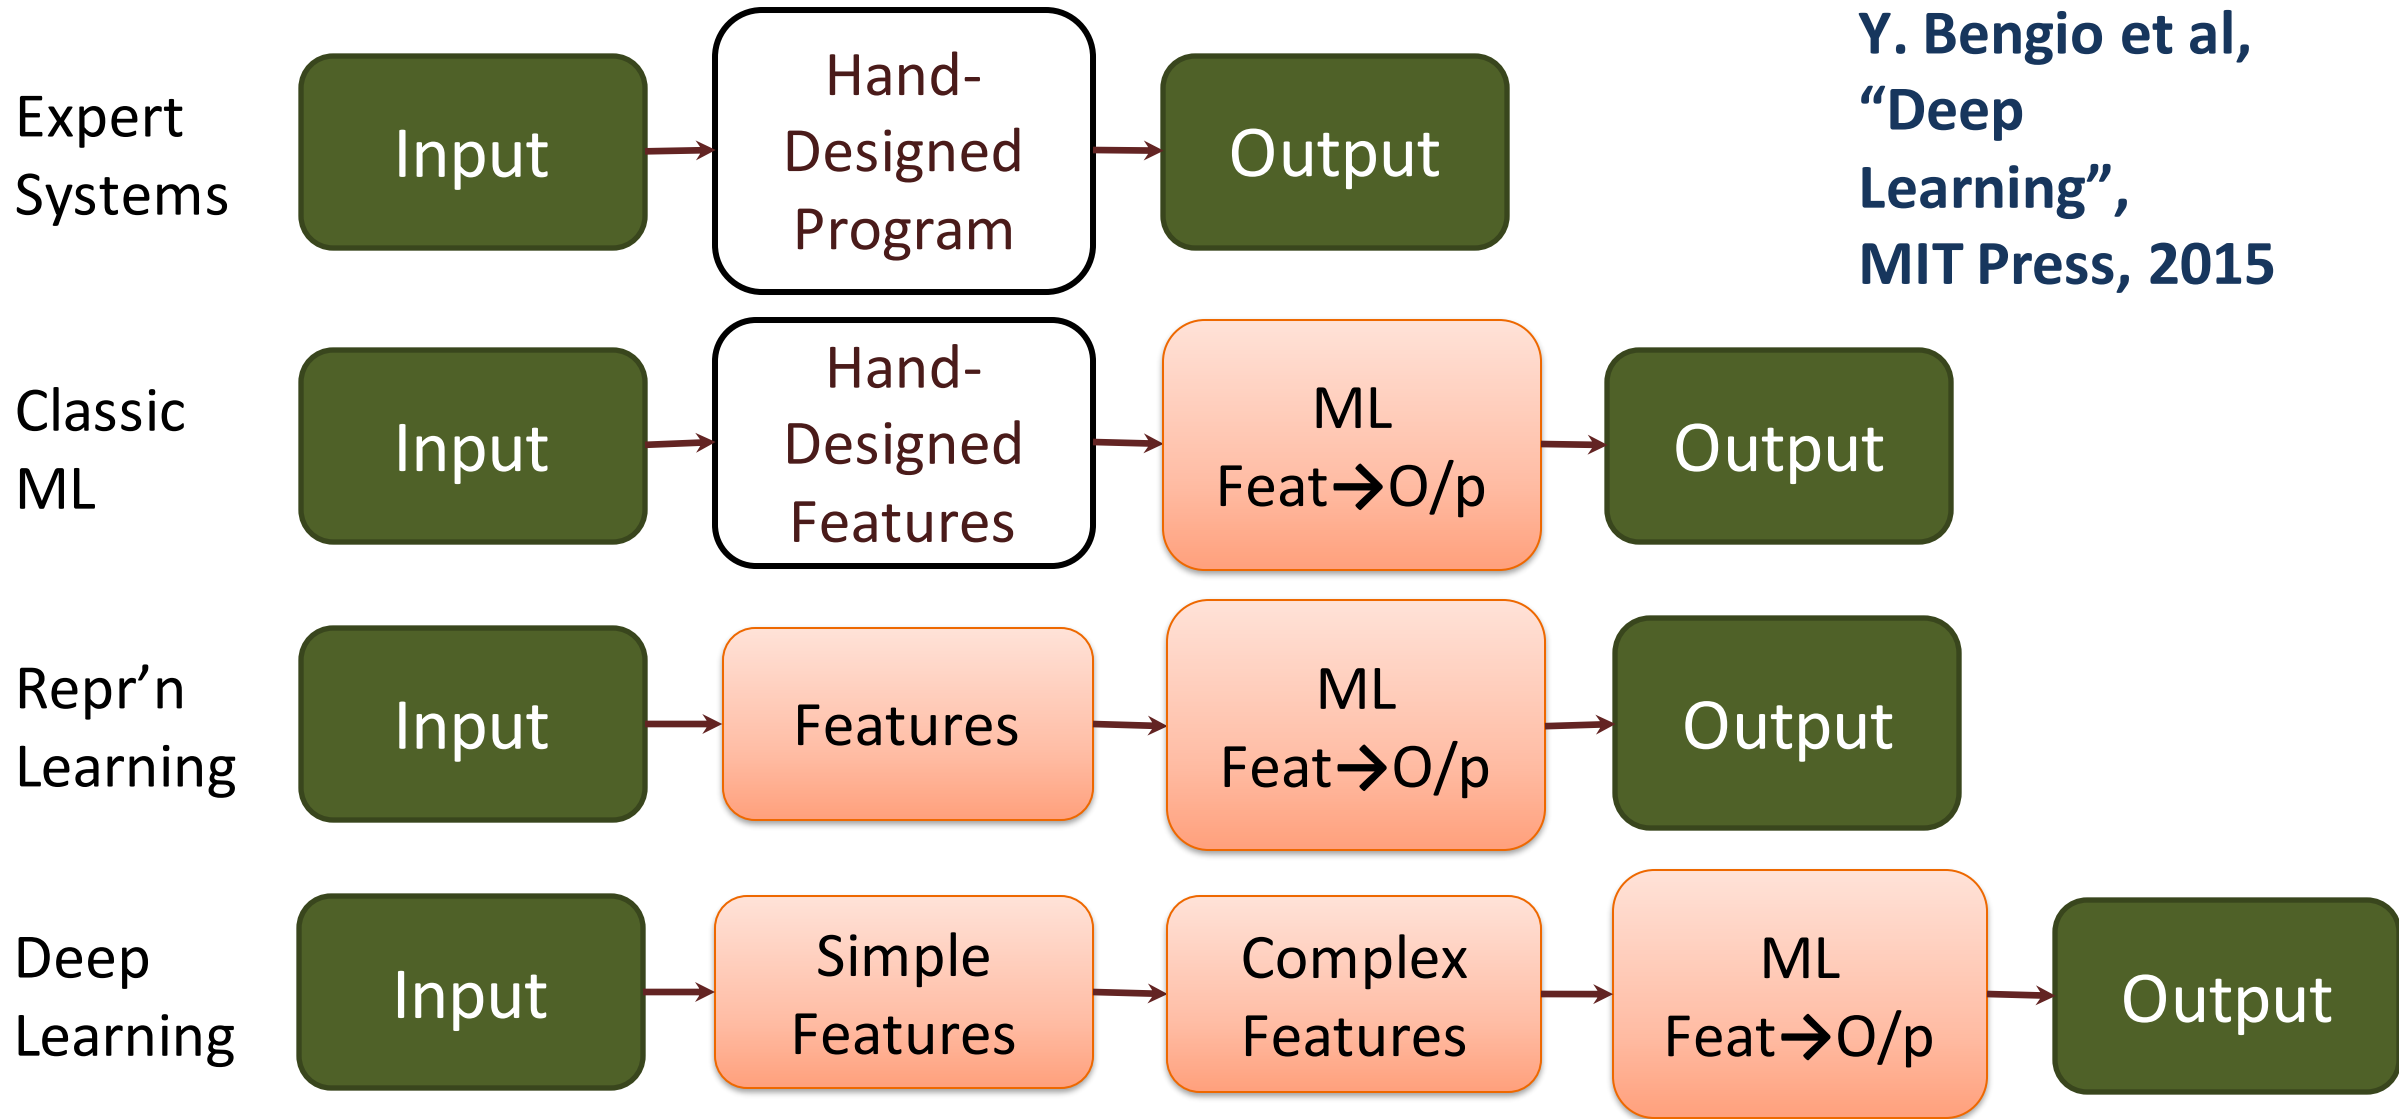 Expert
Systems
Input
Hand-
Designed
Program
Output
Y. Bengio et al,
“Deep
Learning”,
MIT Press, 2015
Classic
ML
Input
Hand-
Designed
Features
ML
Feat→O/p
Output
Repr’n
Learning
Input
Features
ML
Feat→O/p
Output
Deep
Learning
Input
Simple
Features
Complex
Features
ML
Feat→O/p
Output